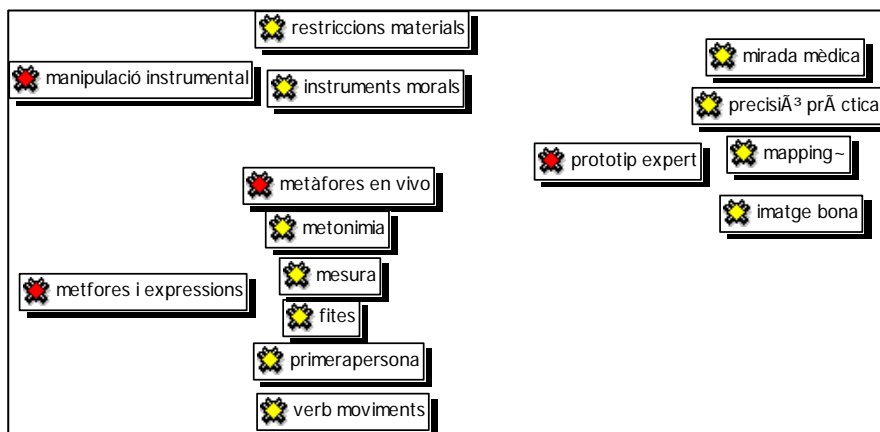 restriccions materials
manipulació instrumental
instruments morals
metàfores en vivo
metonimia
metfores i expressions
mesura
fites
primerapersona
verb moviments
mirada mèdica
precisiÃ³ prÃ ctica
prototip expert
mapping~
imatge bona